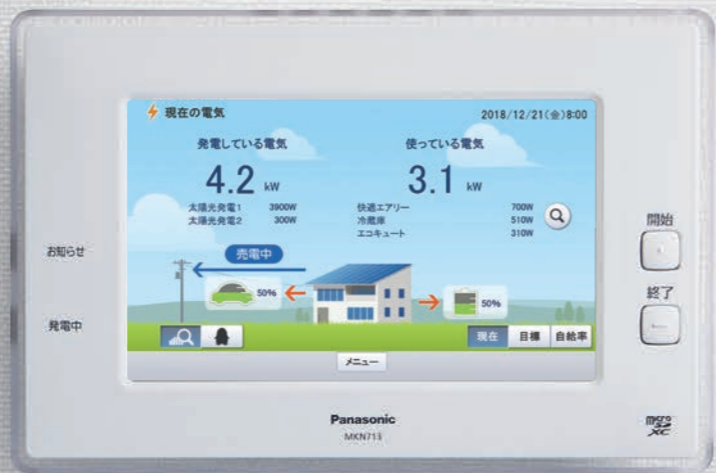 現在の電気
2018/12/21(金)8:00
発電している電気
使っている電気
4.2 kW
3.1 kW
太陽光発電1 3900W
太陽光発電2 300W
快適エアリー 700W
冷蔵庫 510W
エコキュート 310W
売電中
50%
50%
現在 目標 自給率
メニュー
お知らせ
発電中
開始
終了
Panasonic
MKN713
micro
SD
XC